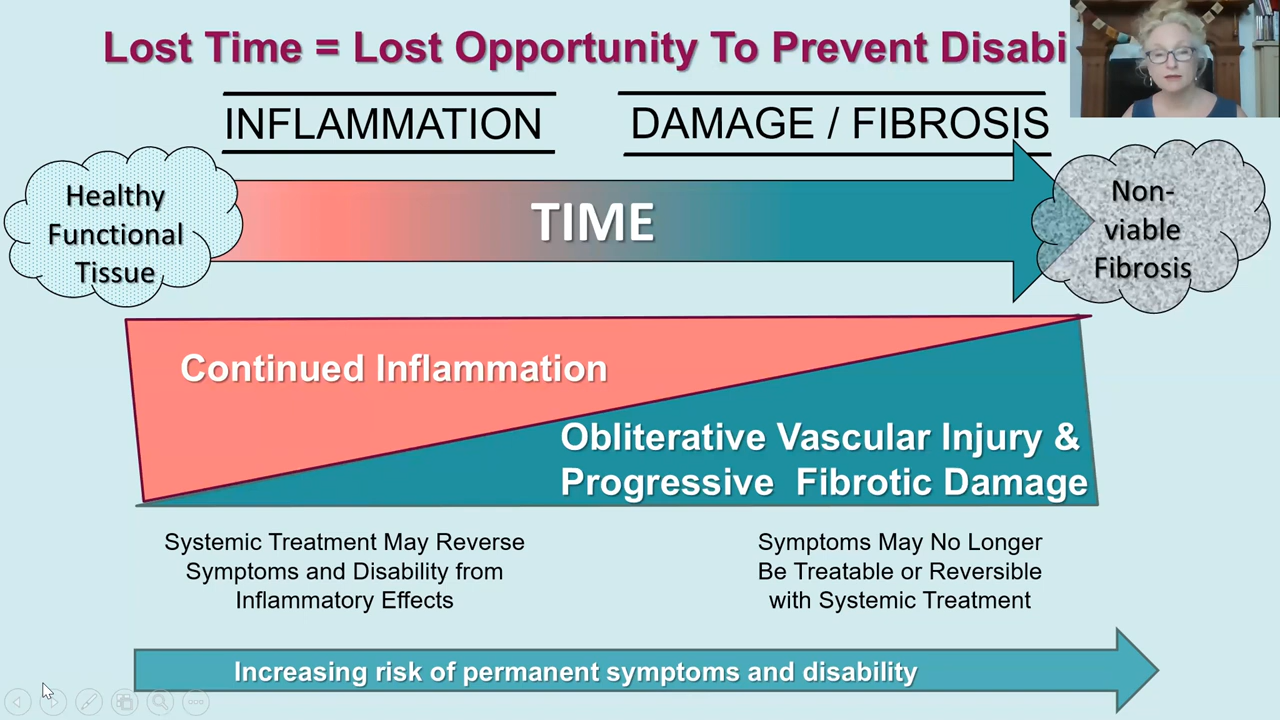 Lost Time = Lost Opportunity To Prevent Disabi
INFLAMMATION
DAMAGE / FIBROSIS
Healthy
Functional
Tissue
TIME
Non-
viable
Fibrosis
Continued Inflammation
Obliterative Vascular Injury &
Progressive Fibrotic Damage
Systemic Treatment May Reverse
Symptoms and Disability from
Inflammatory Effects
Symptoms May No Longer
Be Treatable or Reversible
with Systemic Treatment
Increasing risk of permanent symptoms and disability